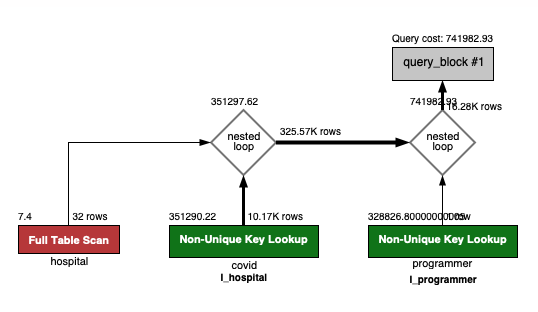 Query cost: 741982.93
query_block #1
351297.62
741982.93
16.28K rows
nested
loop
325.57K rows
nested
loop
7.4
32 rows
351290.22
10.17K rows
328826.80000000005
1 row
Full Table Scan
Non-Unique Key Lookup
Non-Unique Key Lookup
hospital
covid
programmer
I_hospital
I_programmer